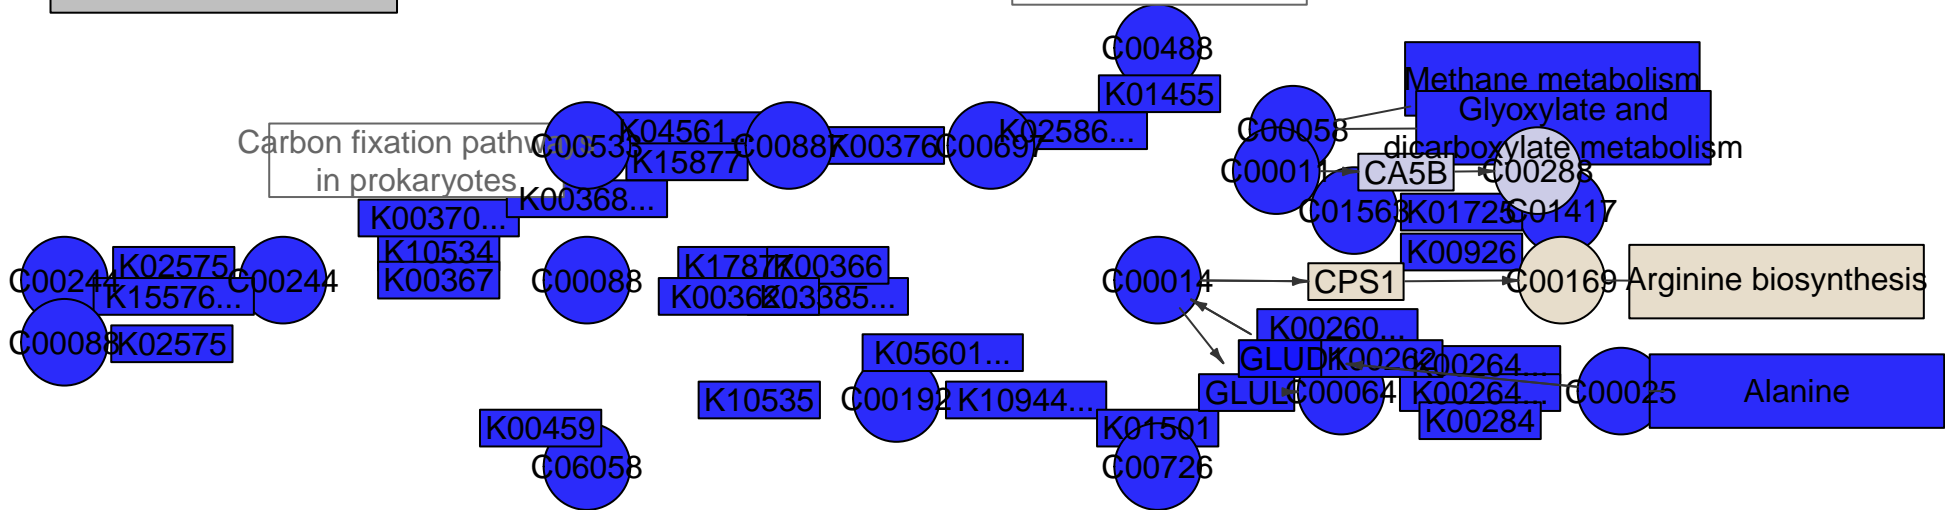 C00488
Methane metabolism
K01455
Glyoxylate and
dicarboxylate metabolism
C00058
Carbon fixation pathways
in prokaryotes
C00533
K04561...
K15877
C00887
K00376
C00697
K02586...
C00011
CA5B
C00288
K00368...
K00370...
C01563
K01725
C01417
K10534
K00367
K00926
C00244
K02575
K15576...
C00244
C00088
K17877
K00366
K00362...
K03385...
C00014
CPS1
C00169
Arginine biosynthesis
C00088
K02575
K00260...
K05601...
GLUD1
K00262
K00264...
K10535
C00192
K10944...
GLUL
C00064
K00264...
C00025
Alanine
K00284
K00459
K01501
C06058
C00726